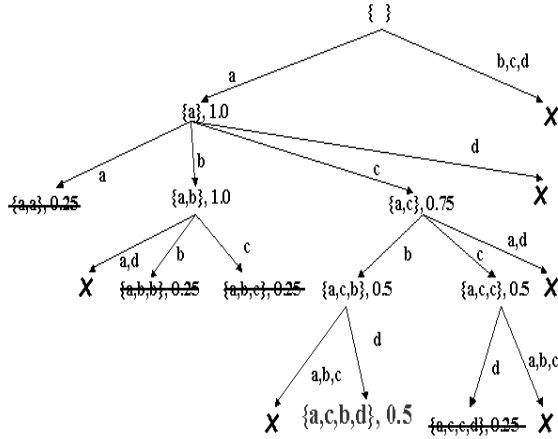 { }
a
b,c,d
{a}, 1.0
X
a
b
c
d
{a,a}, 0.25
{a,b}, 1.0
{a,c}, 0.75
X
a,d
b
c
b
c
a,d
X
{a,b,b}, 0.25
{a,b,c}, 0.25
{a,c,b}, 0.5
{a,c,c}, 0.5
X
a,b,c
d
d
a,b,c
X
{a,c,b,d}, 0.5
{a,c,c,d}, 0.25
X